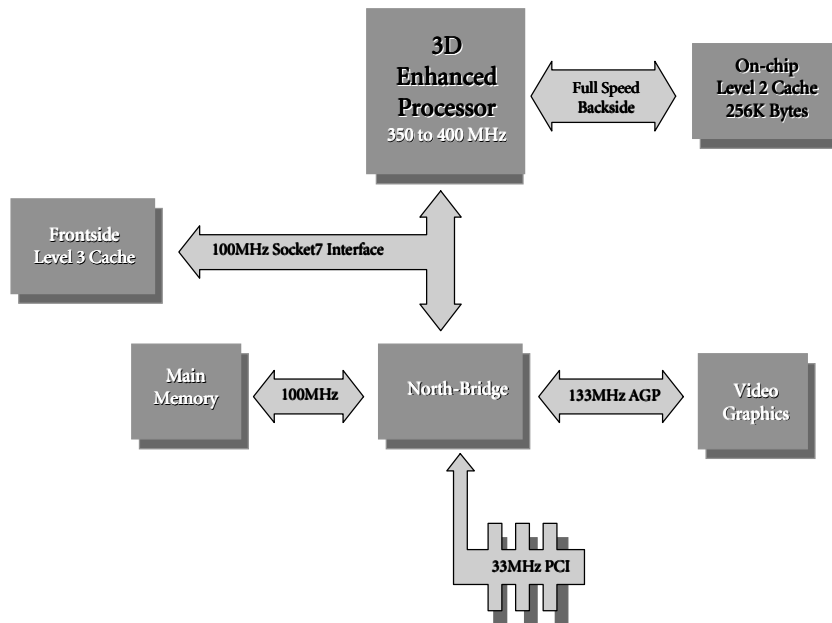 3D
Enhanced
Processor
350 to 400 MHz
Full Speed
Backside
On-chip
Level 2 Cache
256K Bytes
Frontside
Level 3 Cache
100MHz Socket7 Interface
Main
Memory
100MHz
North-Bridge
133MHz AGP
Video
Graphics
33MHz PCI